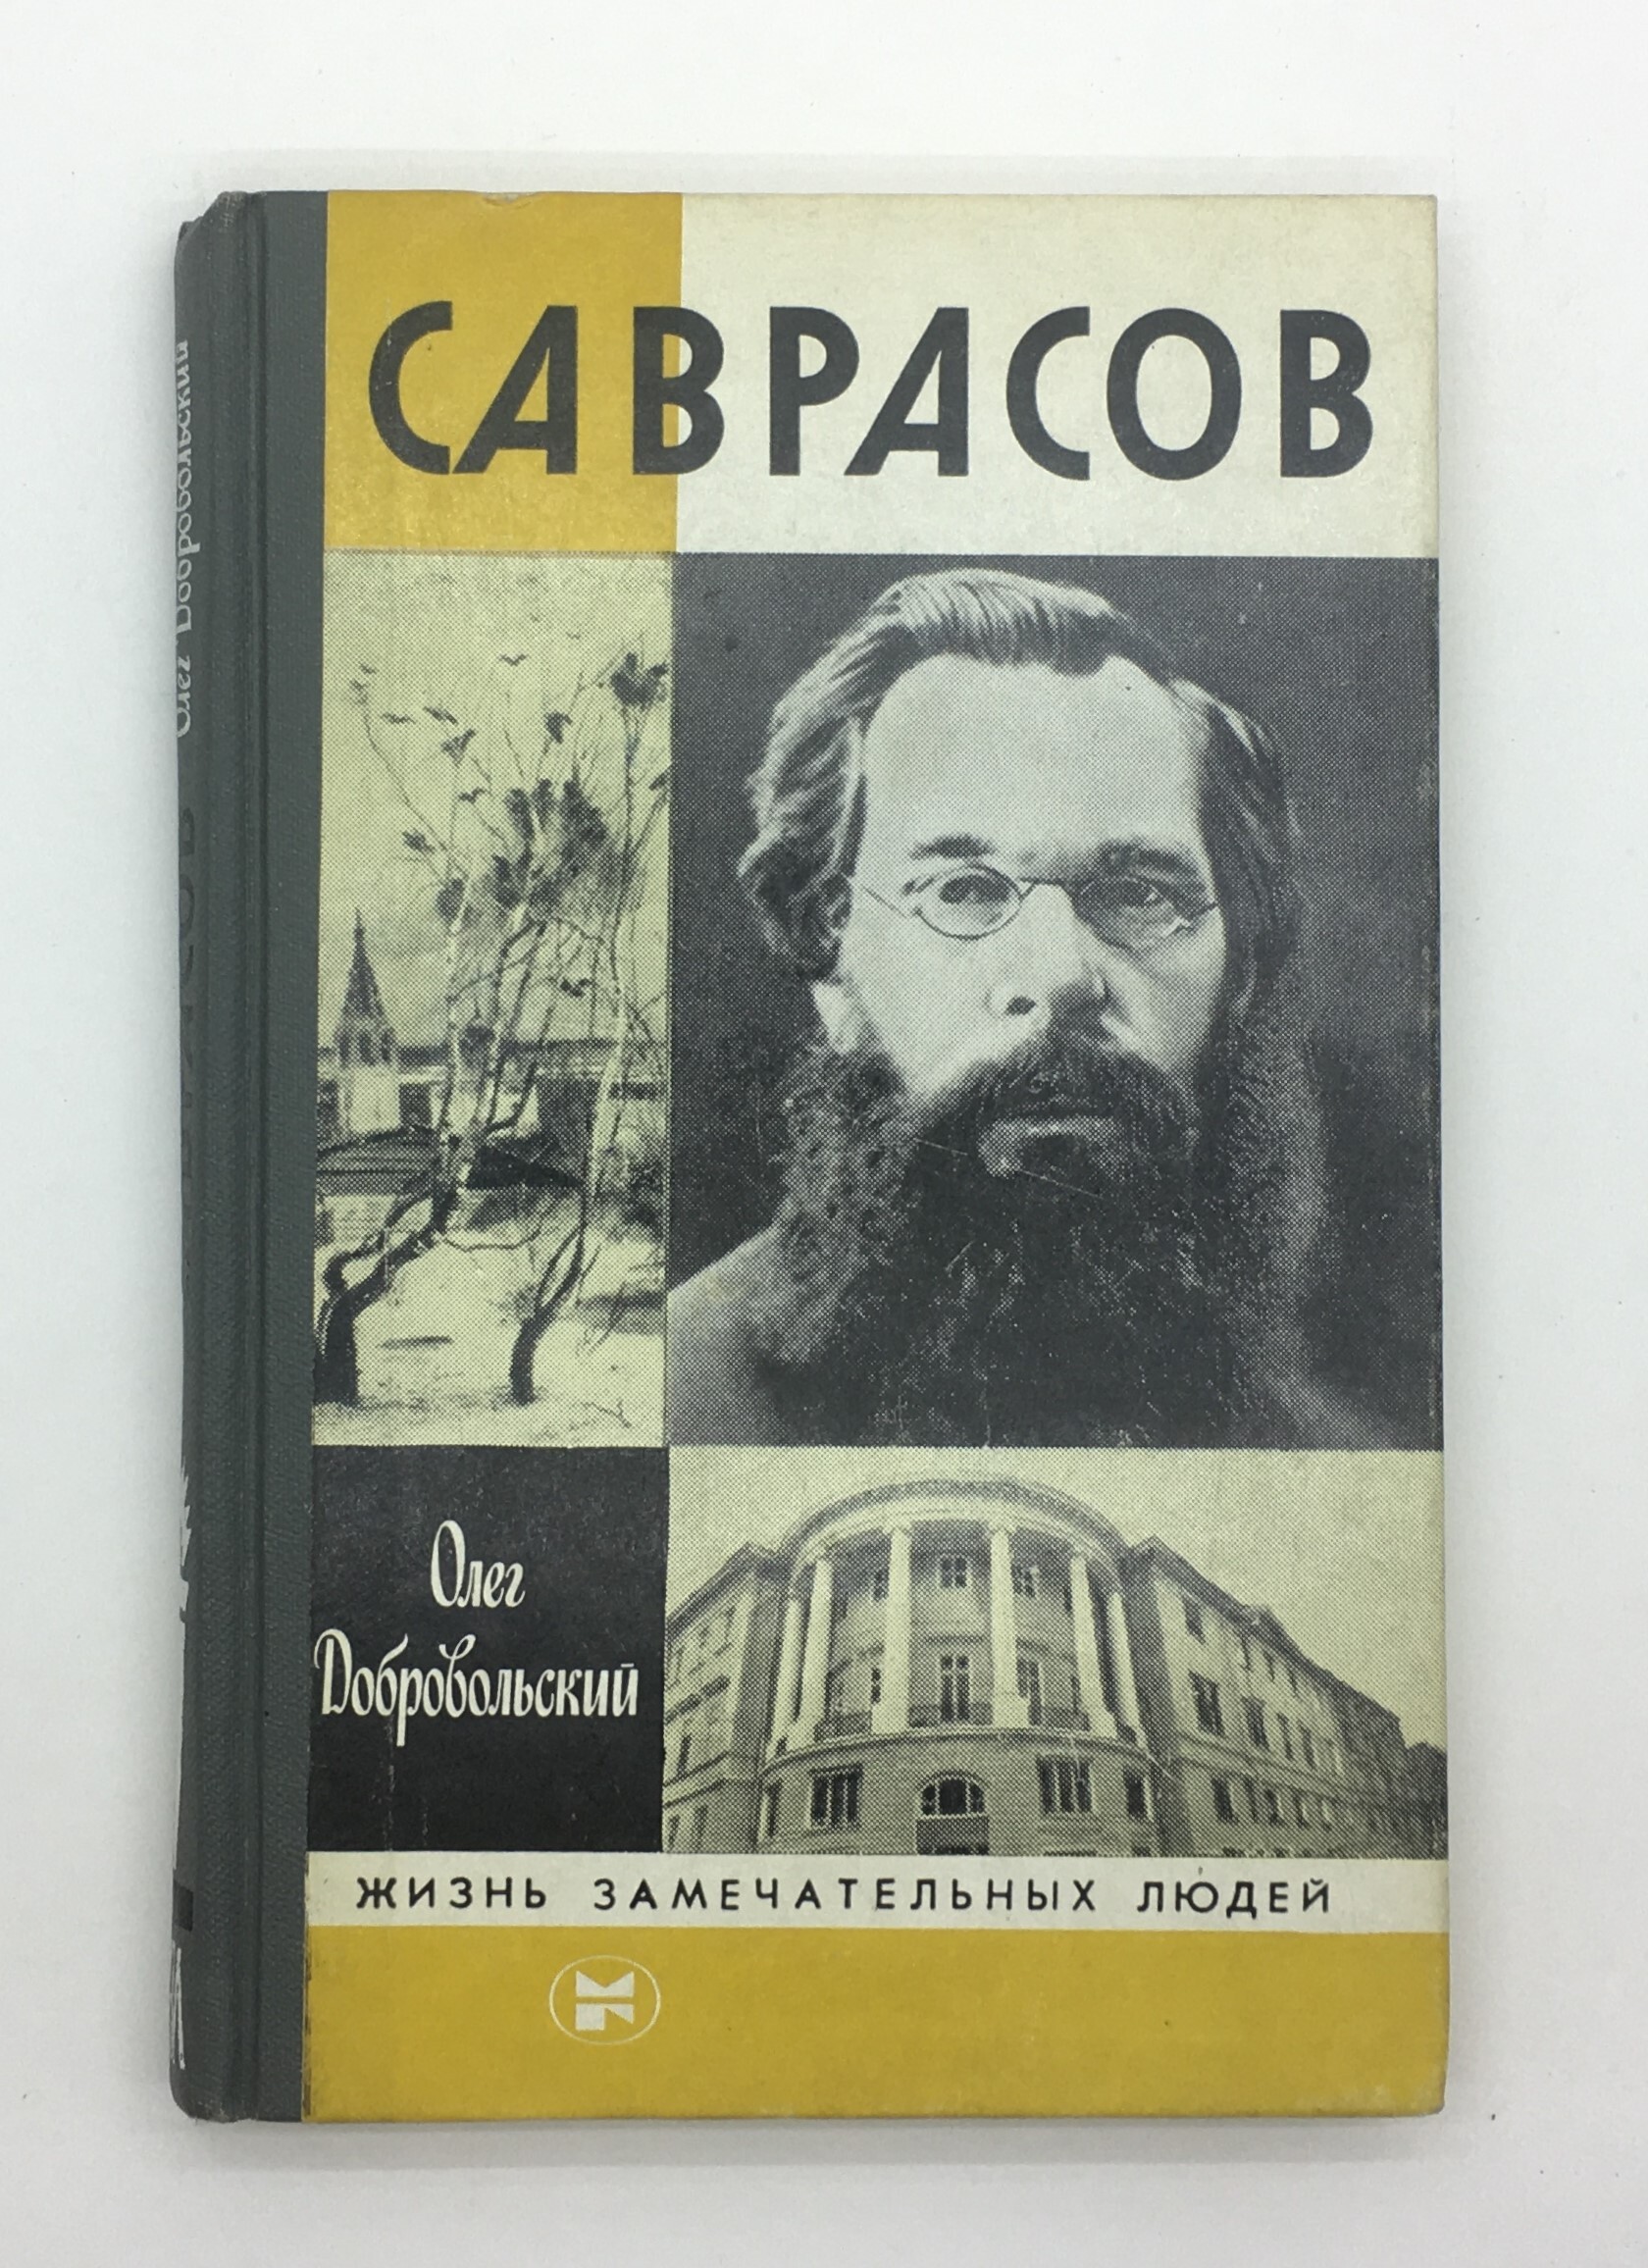 САВРАСОВ
Олег
Добровольский
ЖИЗНЬ ЗАМЕЧАТЕЛЬНЫХ ЛЮДЕЙ
Олег Добровольский